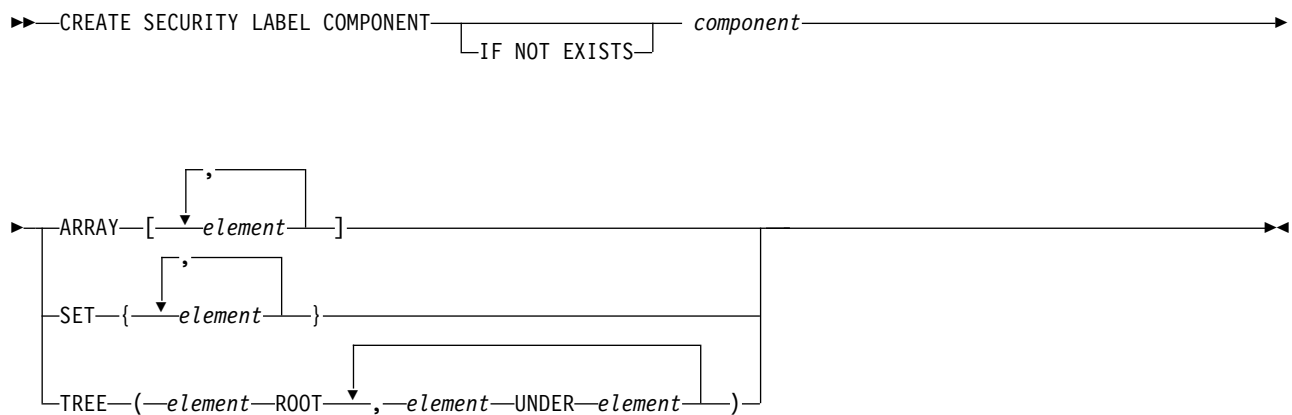 CREATE SECURITY LABEL COMPONENT component
IF NOT EXISTS
,
ARRAY [ element ]
,
SET { element }
TREE ( element ROOT , element UNDER element )